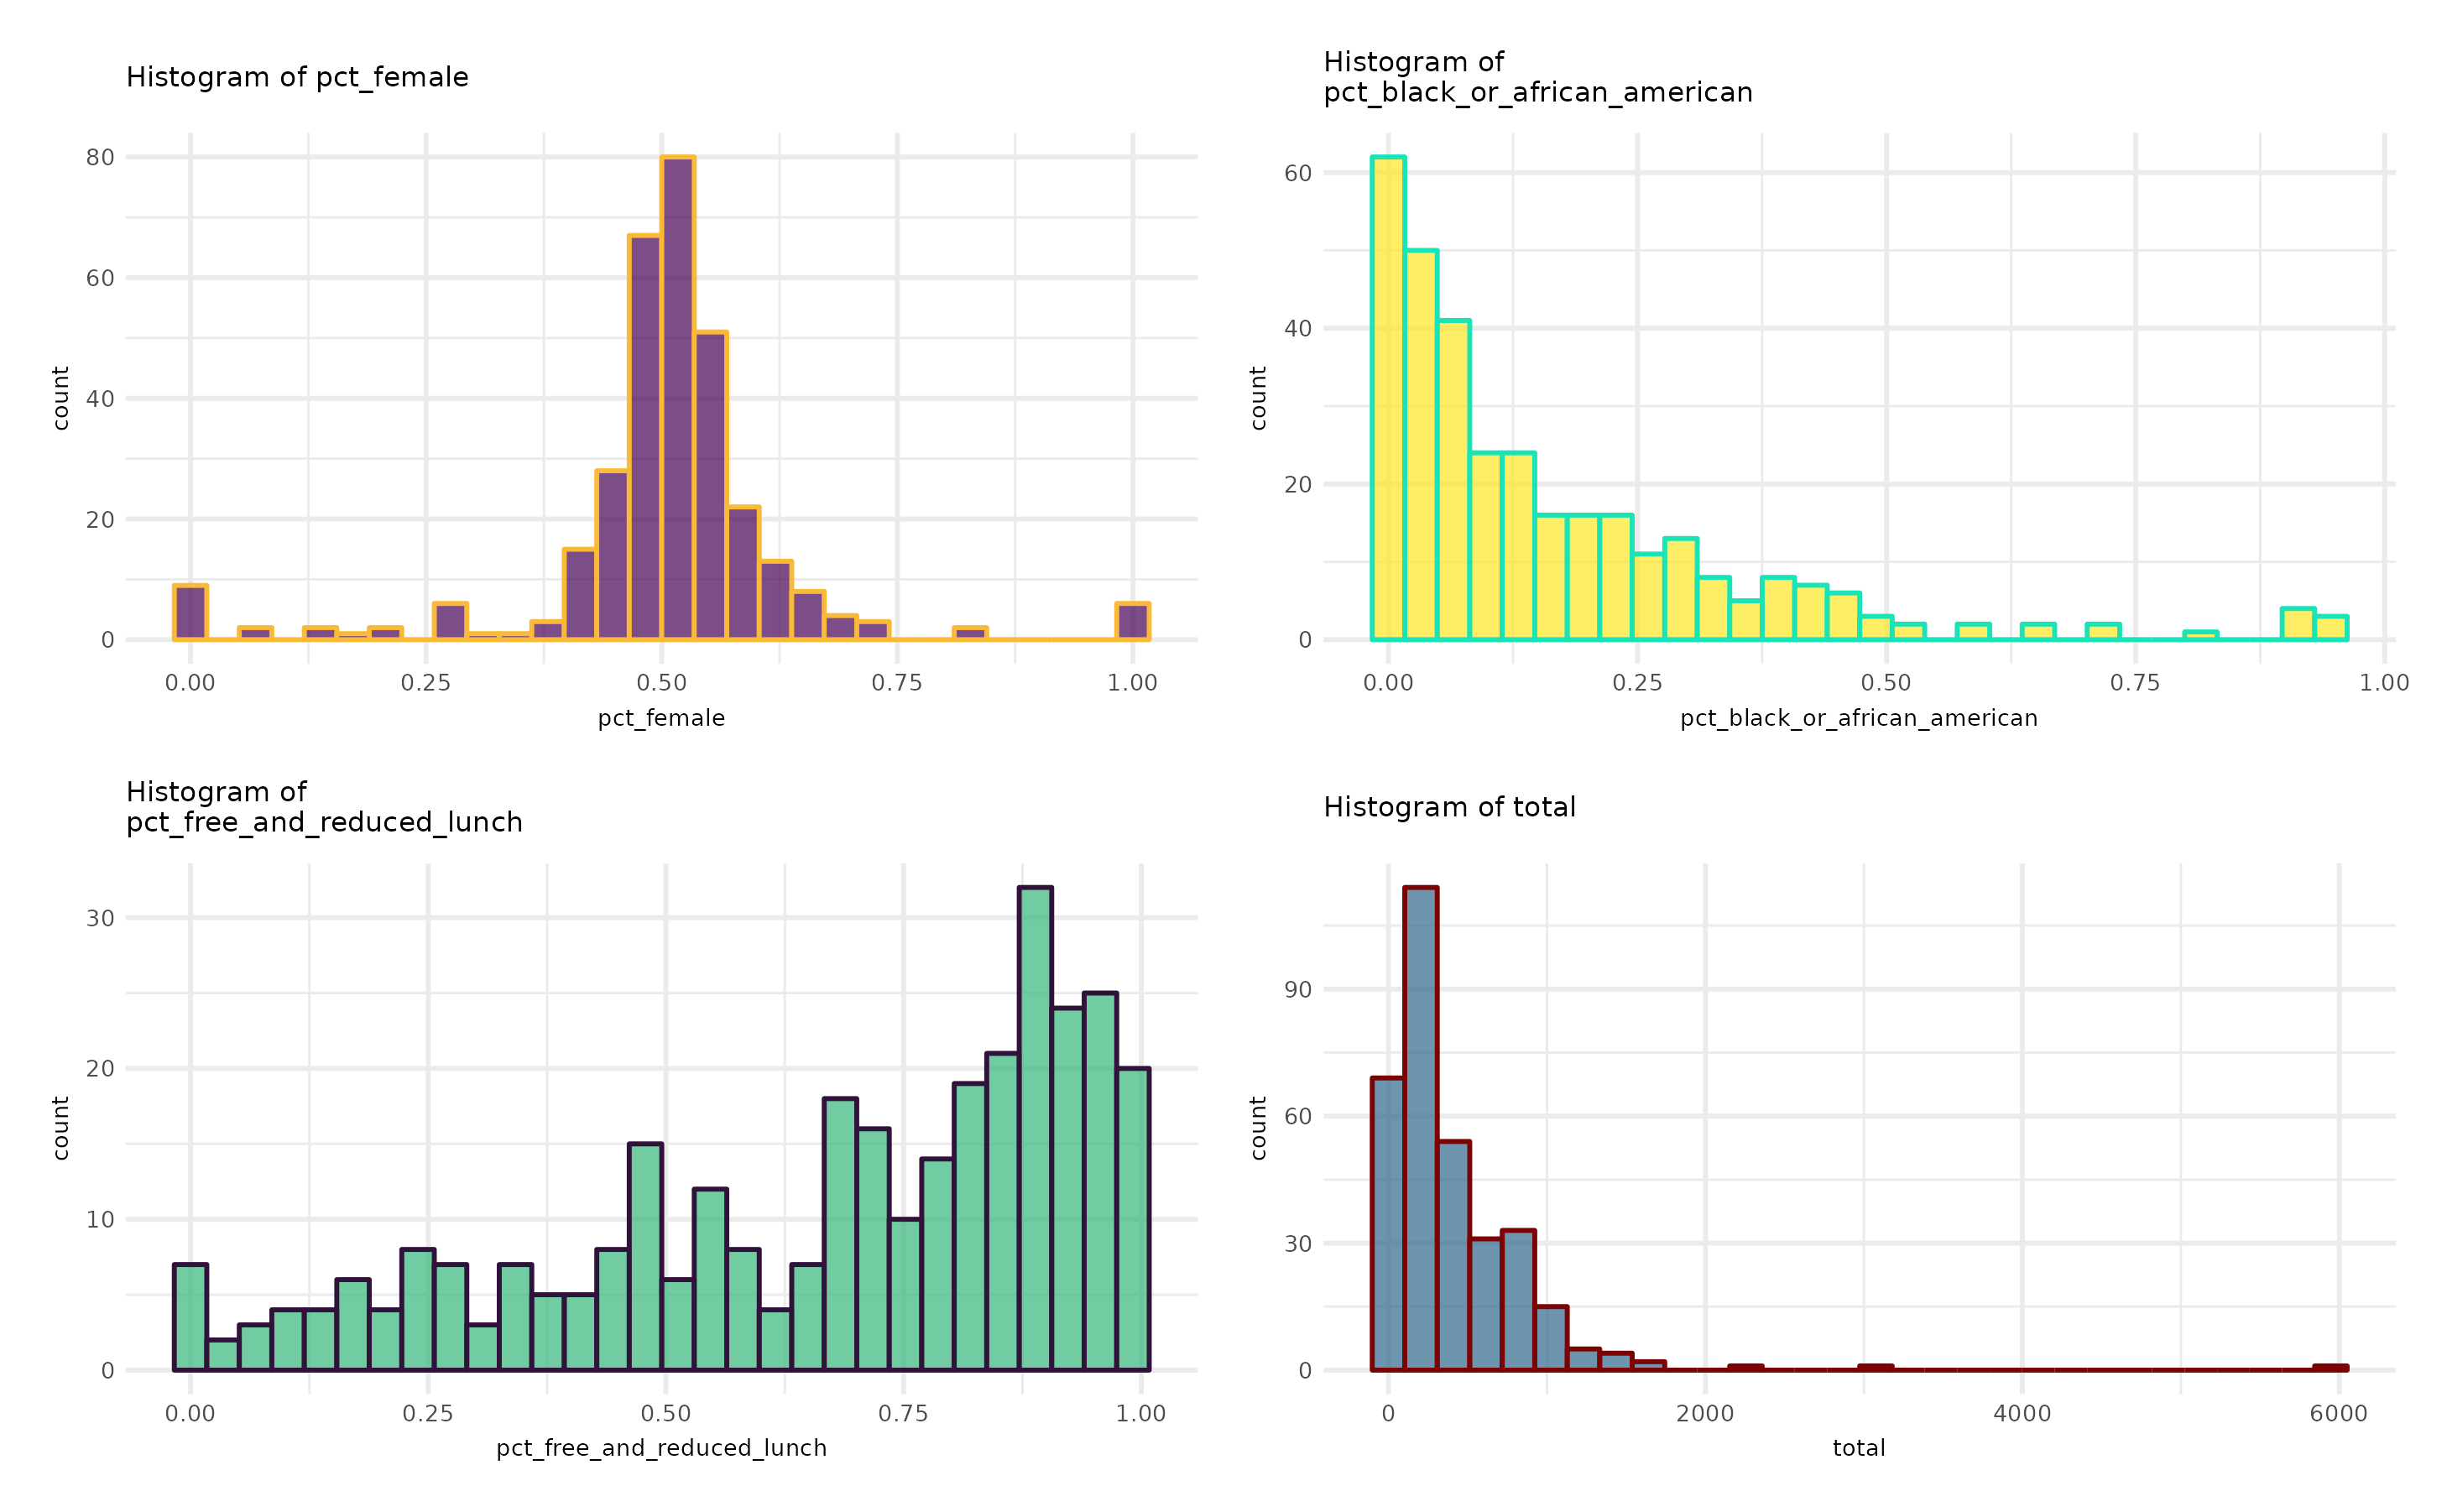 Histogram of pct_female
80
60
40
20
0
count
0.00 0.25 0.50 0.75 1.00
pct_female
Histogram of
pct_black_or_african_american
60
40
20
0
count
0.00 0.25 0.50 0.75 1.00
pct_black_or_african_american
Histogram of
pct_free_and_reduced_lunch
30
20
10
0
count
0.00 0.25 0.50 0.75 1.00
pct_free_and_reduced_lunch
Histogram of total
90
60
30
0
count
0 2000 4000 6000
total